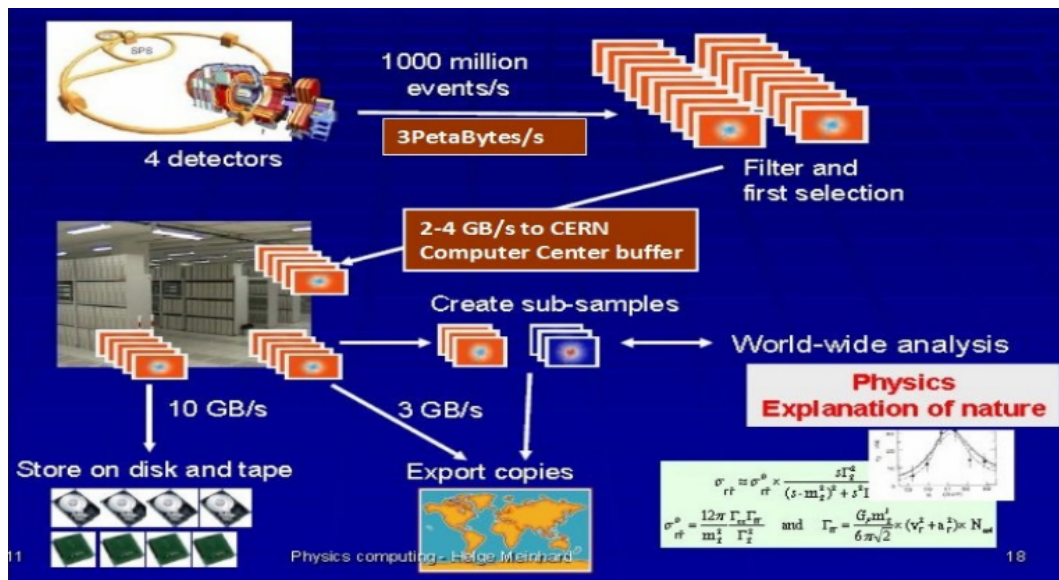 SPS
1000 million
events/s
3PetaBytes/s
4 detectors
Filter and
first selection
2-4 GB/s to CERN
Computer Center buffer
Create sub-samples
World-wide analysis
Physics
Explanation of nature
10 GB/s
3 GB/s
Store on disk and tape
Export copies
and
11
Physics computing - Helge Meinhard
18